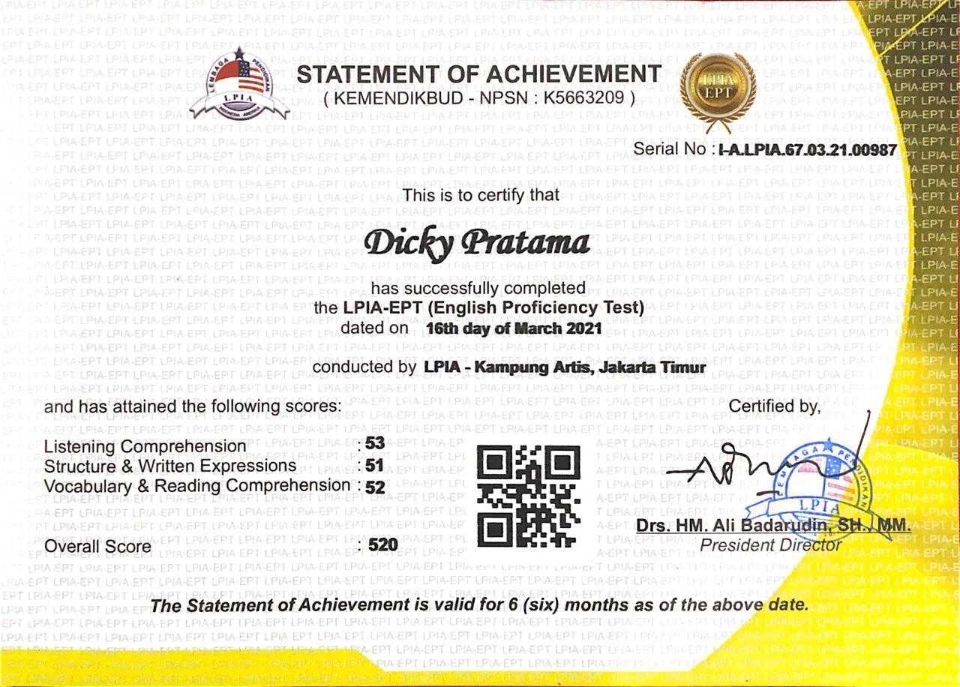 STATEMENT OF ACHIEVEMENT
( KEMENDIKBUD - NPSN : K5663209 )
LEMBAGA PENDIDIKAN
LPIA
LPIA
EPT
Serial No : I-A.LPIA.67.03.21.00987
This is to certify that
Dicky Pratama
has successfully completed
the LPIA-EPT (English Proficiency Test)
dated on 16th day of March 2021
conducted by LPIA - Kampung Artis, Jakarta Timur
and has attained the following scores:
Listening Comprehension : 53
Structure & Written Expressions : 51
Vocabulary & Reading Comprehension : 52
Overall Score : 520
Certified by,
LEMBAGA PENDIDIKAN
LPIA
Drs. HM. Ali Badarudin, SH., MM.
President Director
The Statement of Achievement is valid for 6 (six) months as of the above date.